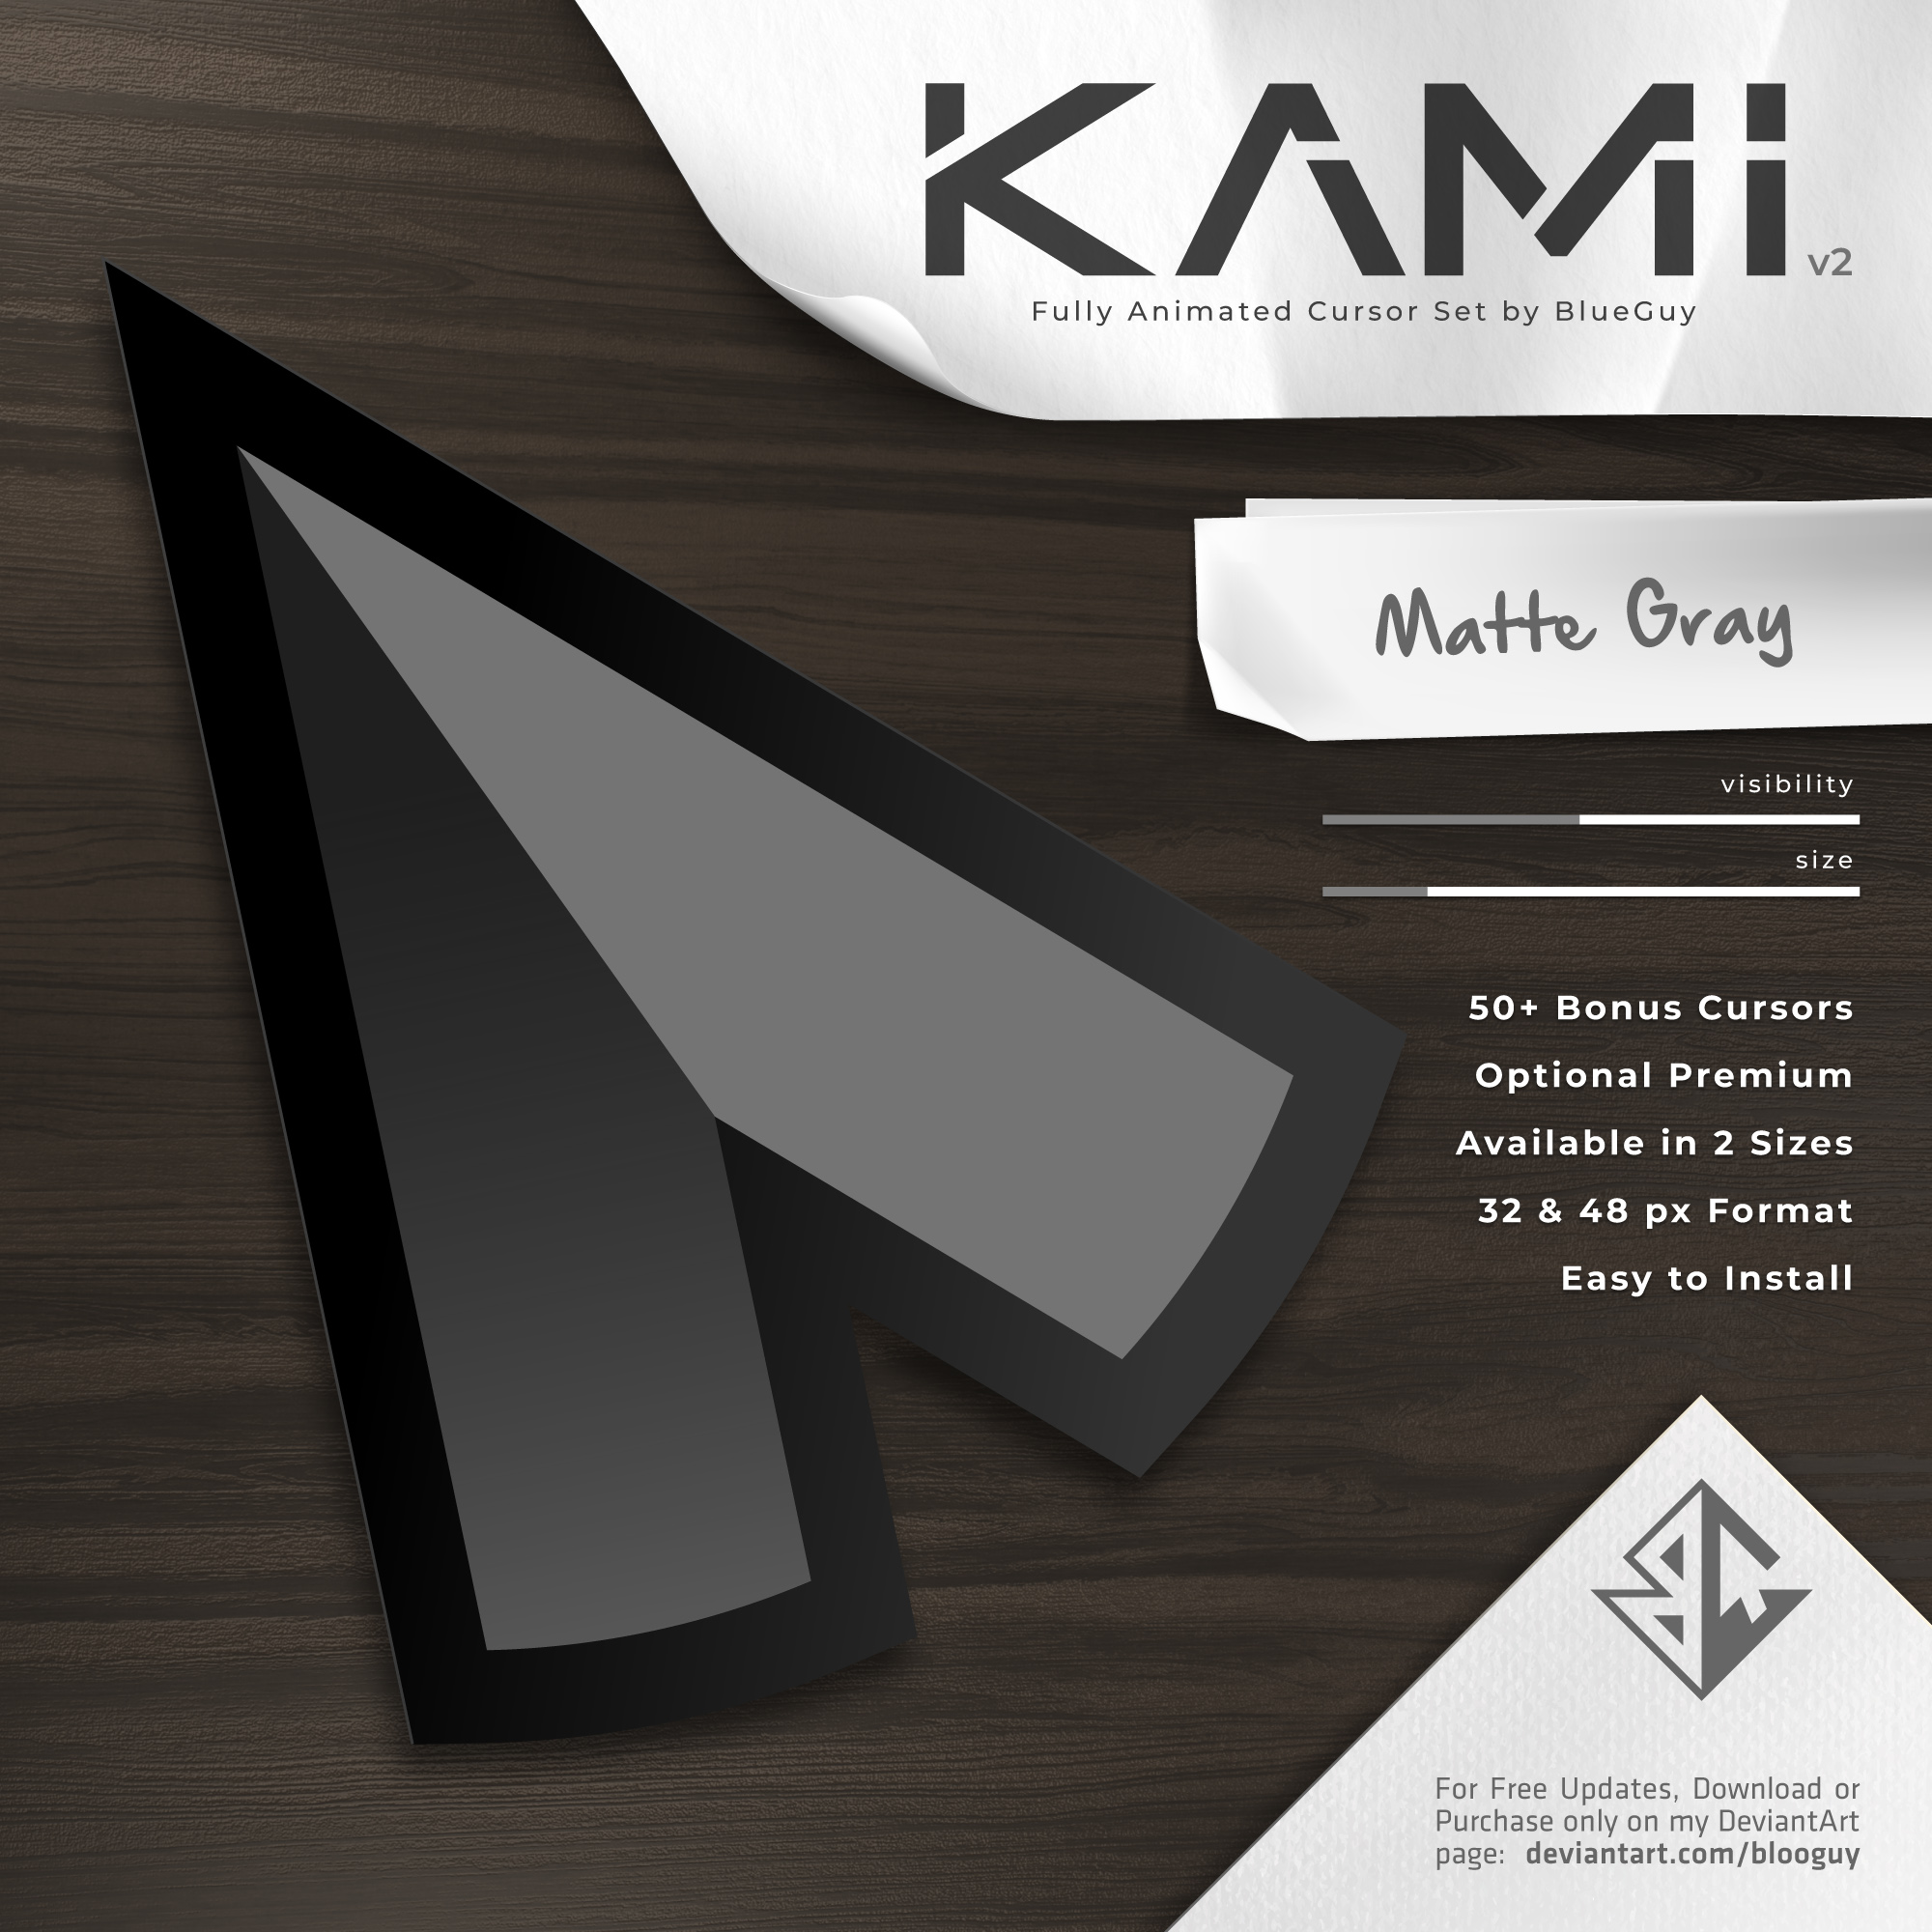 KAMI v2
Fully Animated Cursor Set by BlueGuy
Matte Gray
visibility
size
50+ Bonus Cursors
Optional Premium
Available in 2 Sizes
32 & 48 px Format
Easy to Install
For Free Updates, Download or
Purchase only on my DeviantArt
page: deviantart.com/blooguy